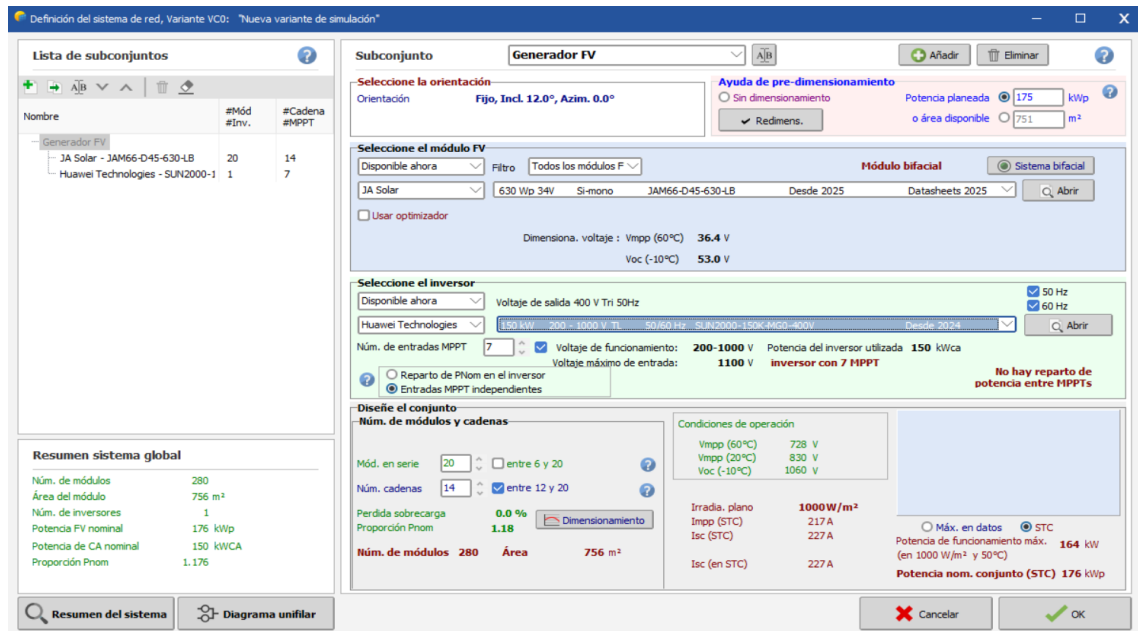 Definición del sistema de red, Variante VC0:   "Nueva variante de simulación"
Lista de subconjuntos
Nombre
#Mód
#Inv.
#Cadena
#MPPT
Generador FV
JA Solar - JAM66-D45-630-LB 20 14
Huawei Technologies - SUN2000-1 1 7
Resumen sistema global
Núm. de módulos 280
Área del módulo 756 m²
Núm. de inversores 1
Potencia FV nominal 176 kWp
Potencia de CA nominal 150 kWCA
Proporción Pnom 1.176
Resumen del sistema
Diagrama unifilar
Subconjunto
Generador FV
Añadir
Eliminar
Seleccione la orientación
Orientación Fijo, Incl. 12.0°, Azim. 0.0°
Ayuda de pre-dimensionamiento
Sin dimensionamiento
Redimens.
Potencia planeada 175 kWp
o área disponible 751 m²
Seleccione el módulo FV
Disponible ahora Filtro Todos los módulos F
Módulo bifacial Sistema bifacial
JA Solar 630 Wp 34V Si-mono JAM66-D45-630-LB Desde 2025 Datasheets 2025 Abrir
Usar optimizador
Dimensiona. voltaje : Vmpp (60°C) 36.4 V
Voc (-10°C) 53.0 V
Seleccione el inversor
Disponible ahora Voltaje de salida 400 V Tri 50Hz
50 Hz
60 Hz
Huawei Technologies 150 kW 200 - 1000 V TL 50/60 Hz SUN2000-150K-MG0-400V Desde 2024 Abrir
Núm. de entradas MPPT 7 Voltaje de funcionamiento: 200-1000 V Potencia del inversor utilizada 150 kWca
Voltaje máximo de entrada: 1100 V inversor con 7 MPPT
Reparto de PNom en el inversor
Entradas MPPT independientes
No hay reparto de
potencia entre MPPTs
Diseñe el conjunto
Núm. de módulos y cadenas
Mód. en serie 20 entre 6 y 20
Núm. cadenas 14 entre 12 y 20
Perdida sobrecarga 0.0 %
Proporción Pnom 1.18
Dimensionamiento
Núm. de módulos 280 Área 756 m²
Condiciones de operación
Vmpp (60°C) 728 V
Vmpp (20°C) 830 V
Voc (-10°C) 1060 V
Irradia. plano 1000 W/m²
Impp (STC) 217 A
Isc (STC) 227 A
Isc (en STC) 227 A
Máx. en datos STC
Potencia de funcionamiento máx. 164 kW
(en 1000 W/m² y 50°C)
Potencia nom. conjunto (STC) 176 kWp
Cancelar
OK